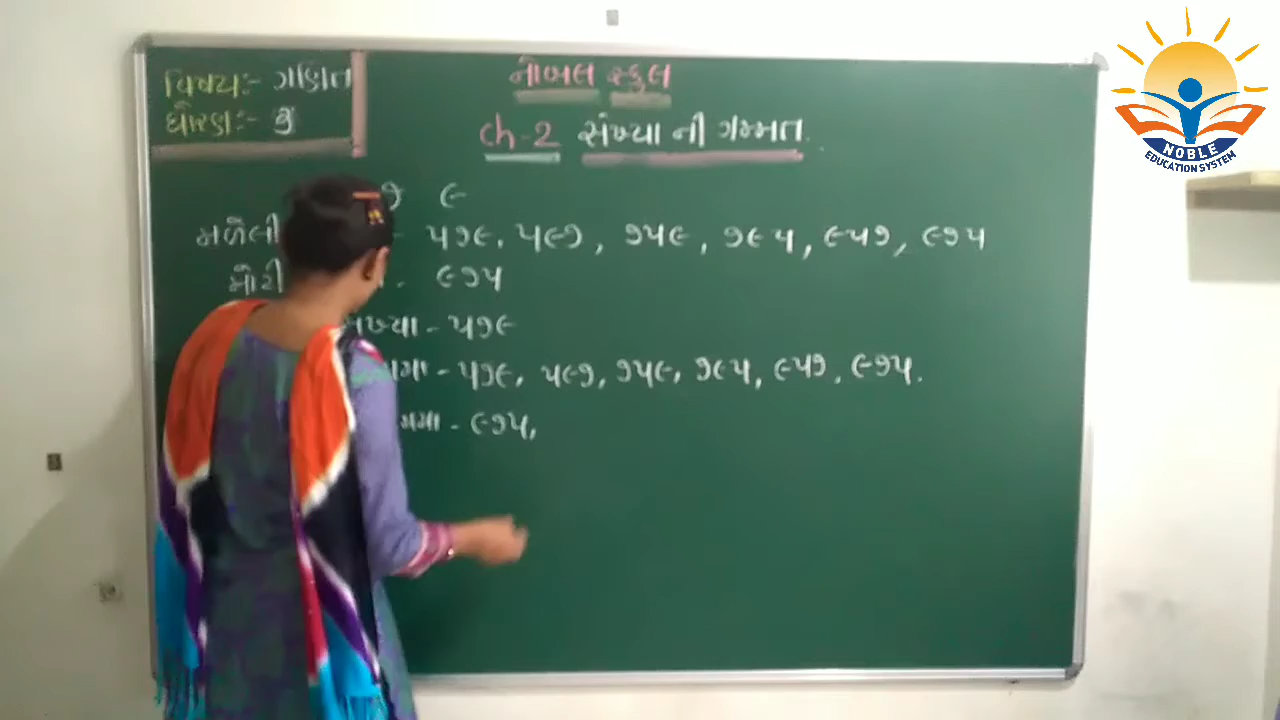 વિષય:- ગણિત
ધોરણ:- ૩
નોબલ સ્કુલ
ch-2 સંખ્યા ની ગમ્મત.
૭ ૯
મળેલી - ૫૭૯, ૫૯૭, ૭૫૯, ૭૯૫, ૯૫૭, ૯૭૫
મોટી - ૯૭૫
સંખ્યા - ૫૭૯
- ૫૭૯, ૫૯૭, ૭૫૯, ૭૯૫, ૯૫૭, ૯૭૫.
- ૯૭૫,
NOBLE
EDUCATION SYSTEM